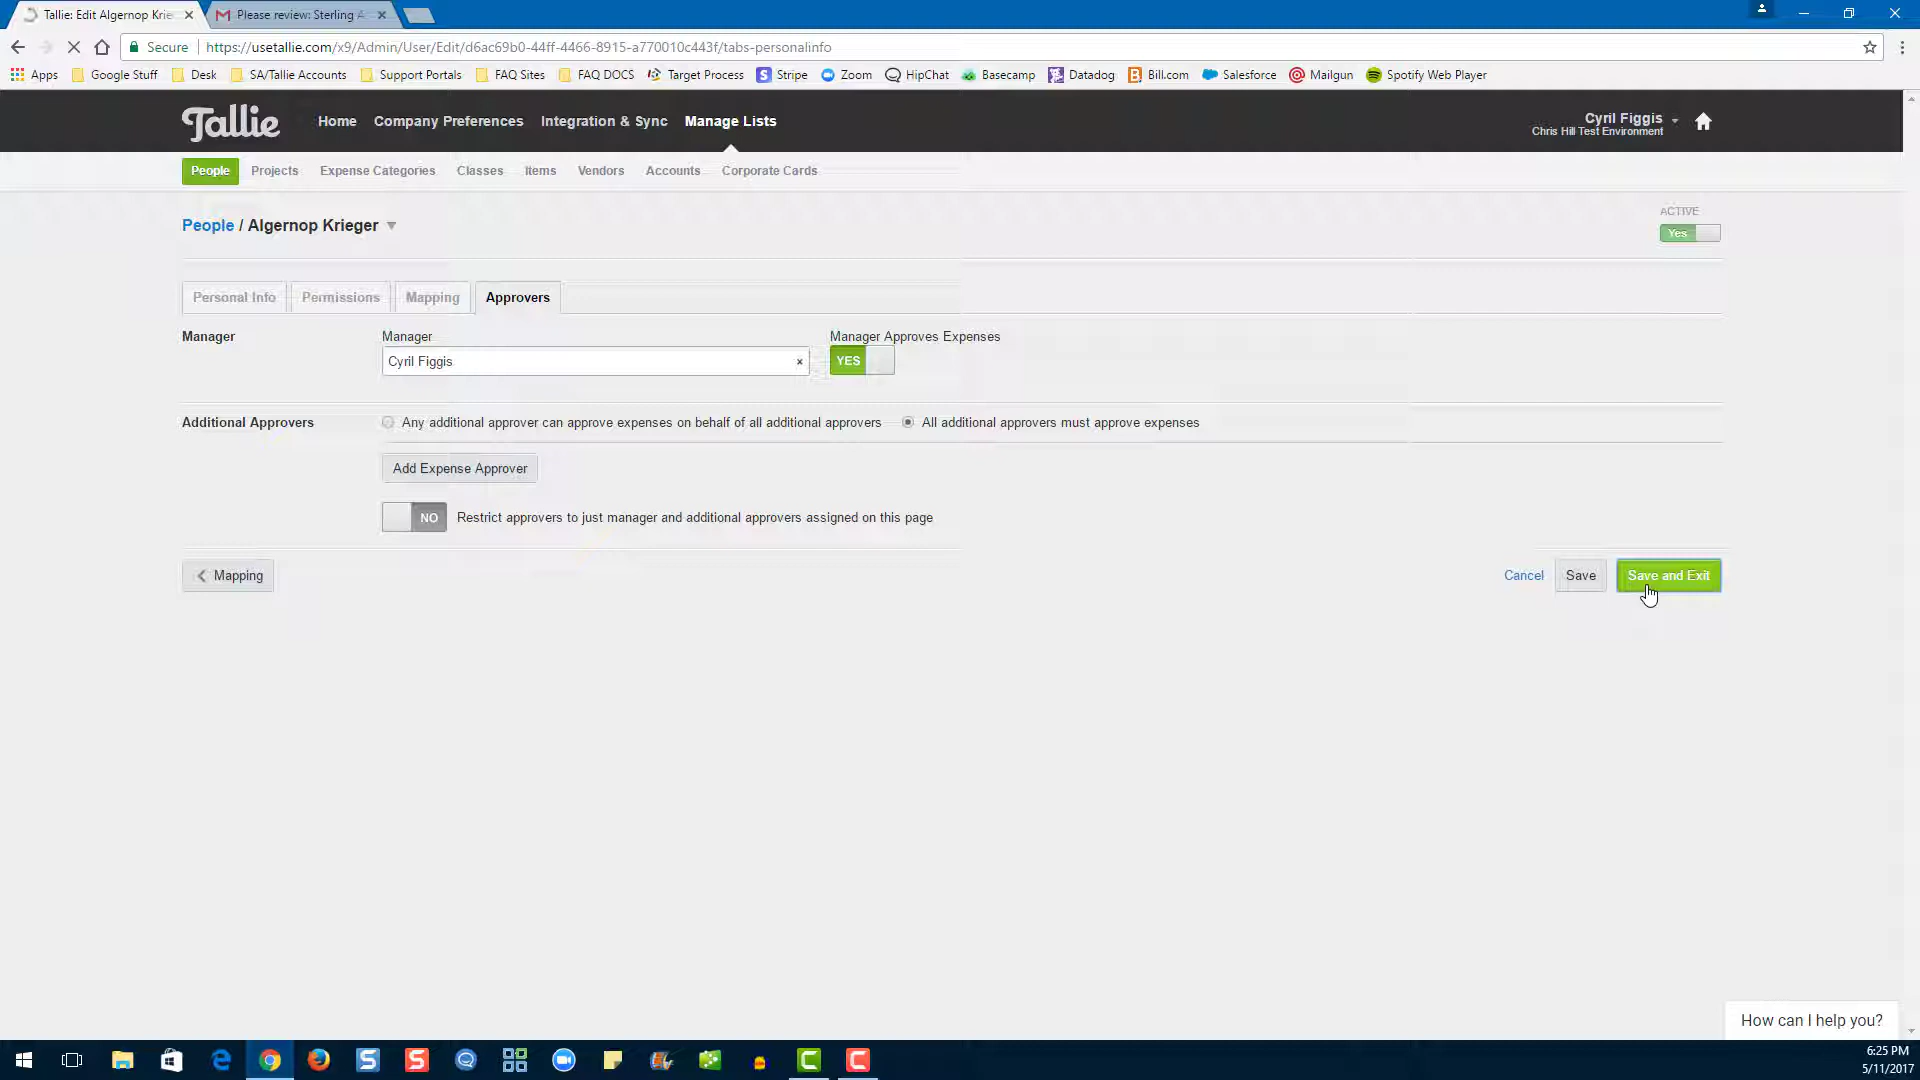 Tallie: Edit Algernop Krie
Please review: Sterling A
Secure
https://usetallie.com/x9/Admin/User/Edit/d6ac69b0-44ff-4466-8915-a770010c443f/tabs-personalinfo
Apps Google Stuff Desk SA/Tallie Accounts Support Portals FAQ Sites FAQ DOCS Target Process Stripe Zoom HipChat Basecamp Datadog Bill.com Salesforce Mailgun Spotify Web Player
Tallie Home Company Preferences Integration & Sync Manage Lists
Cyril Figgis
Chris Hill Test Environment
People Projects Expense Categories Classes Items Vendors Accounts Corporate Cards
People / Algernop Krieger
ACTIVE
Yes
Personal Info Permissions Mapping Approvers
Manager Manager Manager Approves Expenses
Cyril Figgis × YES
Additional Approvers Any additional approver can approve expenses on behalf of all additional approvers All additional approvers must approve expenses
Add Expense Approver
NO Restrict approvers to just manager and additional approvers assigned on this page
Mapping Cancel Save Save and Exit
How can I help you?
6:25 PM
5/11/2017